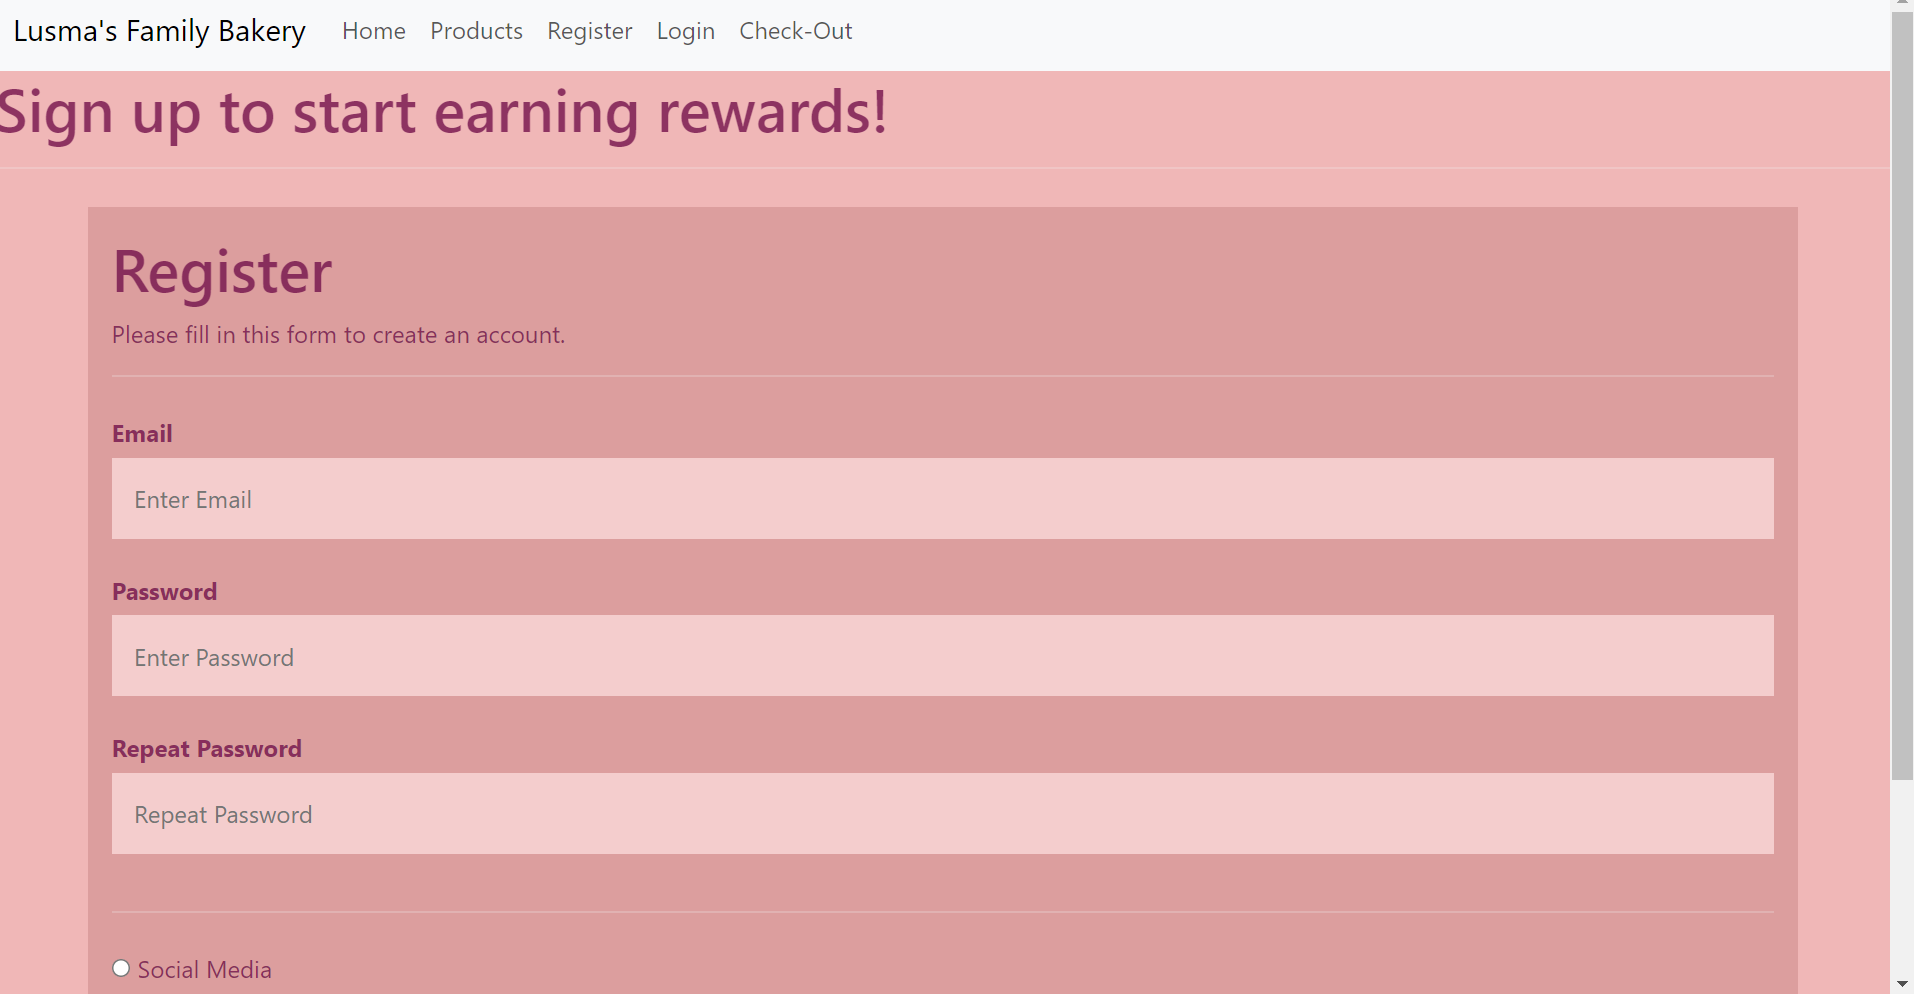 Lusma's Family Bakery Home Products Register Login Check-Out
Sign up to start earning rewards!
Register
Please fill in this form to create an account.
Email
Enter Email
Password
Enter Password
Repeat Password
Repeat Password
Social Media